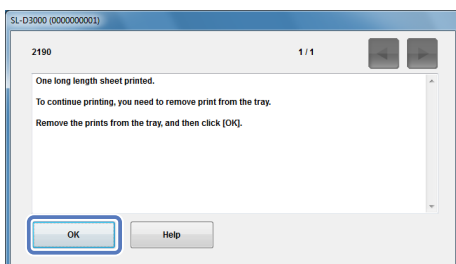 SL-D3000 (0000000001)
2190 1 / 1
One long length sheet printed.
To continue printing, you need to remove print from the tray.
Remove the prints from the tray, and then click [OK].
OK Help